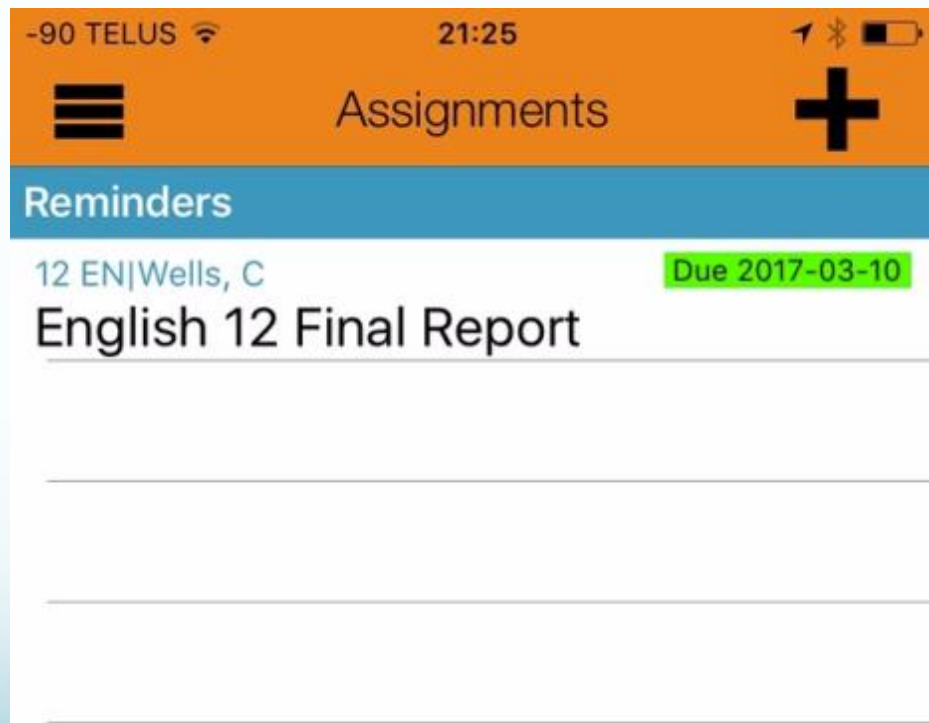 -90 TELUS 21:25
Assignments
Reminders
12 EN|Wells, C Due 2017-03-10
English 12 Final Report